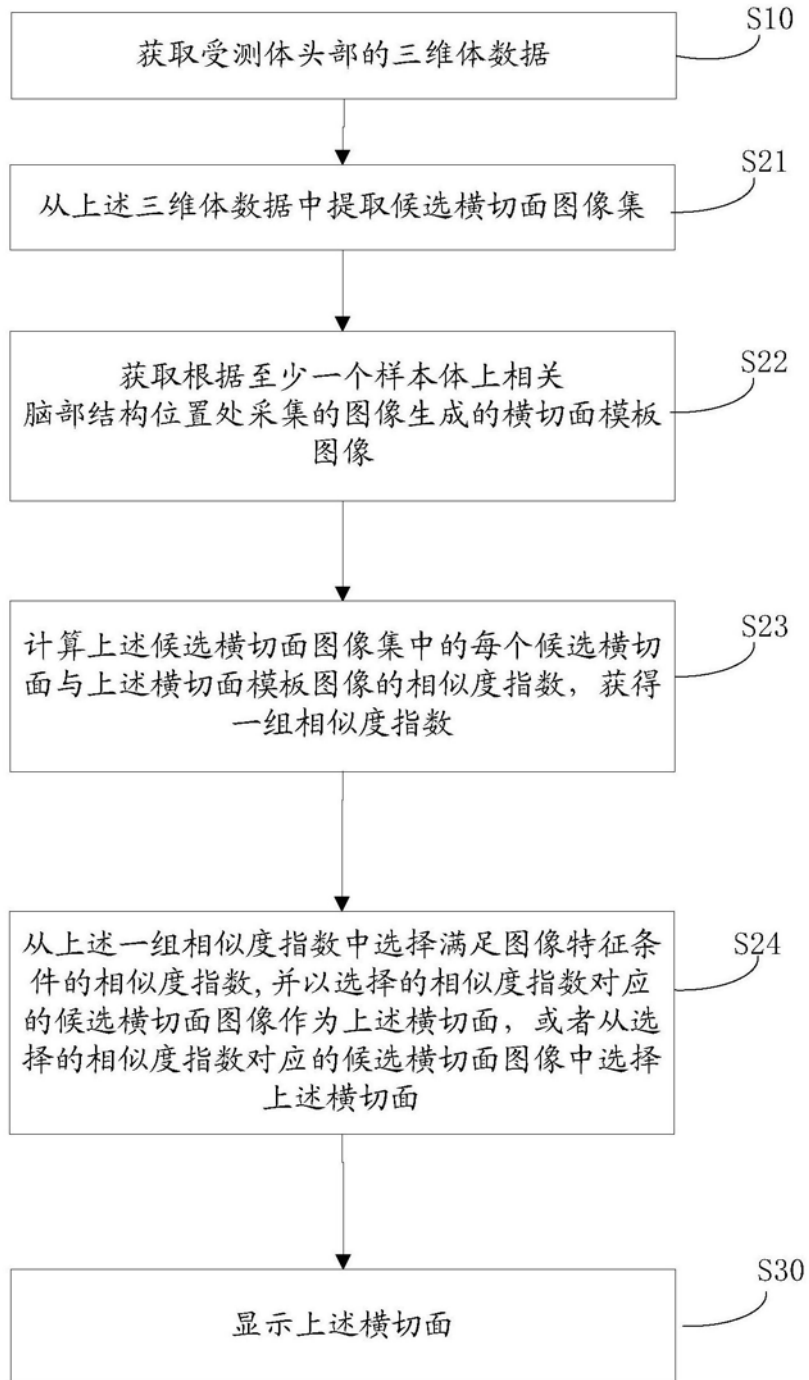 S10
获取受测体头部的三维体数据
S21
从上述三维体数据中提取候选横切面图像集
S22
获取根据至少一个样本体上相关
脑部结构位置处采集的图像生成的横切面模板
图像
S23
计算上述候选横切面图像集中的每个候选横切
面与上述横切面模板图像的相似度指数，获得
一组相似度指数
S24
从上述一组相似度指数中选择满足图像特征条
件的相似度指数,并以选择的相似度指数对应
的候选横切面图像作为上述横切面，或者从选
择的相似度指数对应的候选横切面图像中选择
上述横切面
S30
显示上述横切面